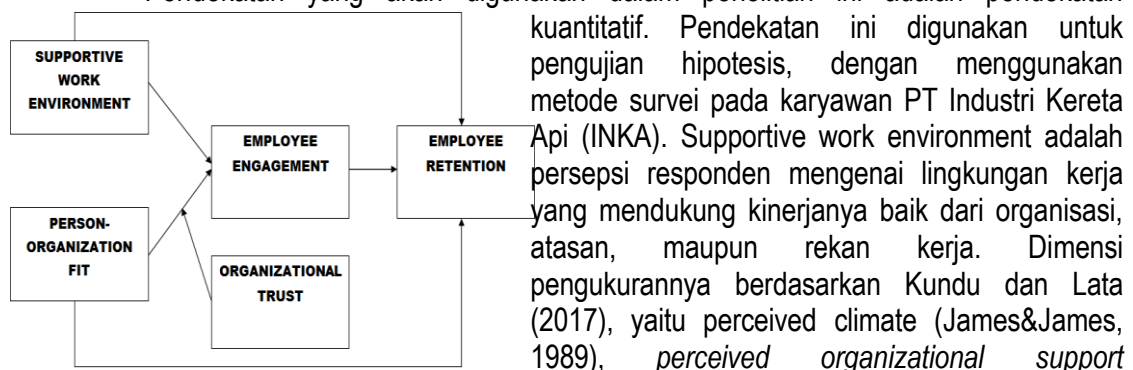 SUPPORTIVE
WORK
ENVIRONMENT
EMPLOYEE
ENGAGEMENT
EMPLOYEE
RETENTION
PERSON-
ORGANIZATION
FIT
ORGANIZATIONAL
TRUST
kuantitatif. Pendekatan ini digunakan untuk
pengujian hipotesis, dengan menggunakan
metode survei pada karyawan PT Industri Kereta
Api (INKA). Supportive work environment adalah
persepsi responden mengenai lingkungan kerja
yang mendukung kinerjanya baik dari organisasi,
atasan, maupun rekan kerja. Dimensi
pengukurannya berdasarkan Kundu dan Lata
(2017), yaitu perceived climate (James&James,
1989), perceived organizational support